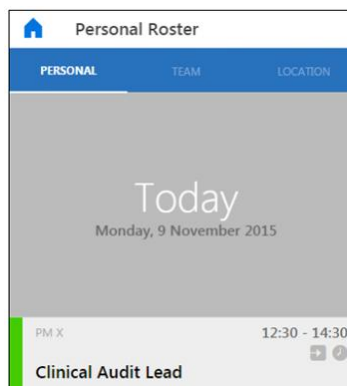 Personal Roster
PERSONAL TEAM LOCATION
Today
Monday, 9 November 2015
PM X 12:30 - 14:30
Clinical Audit Lead